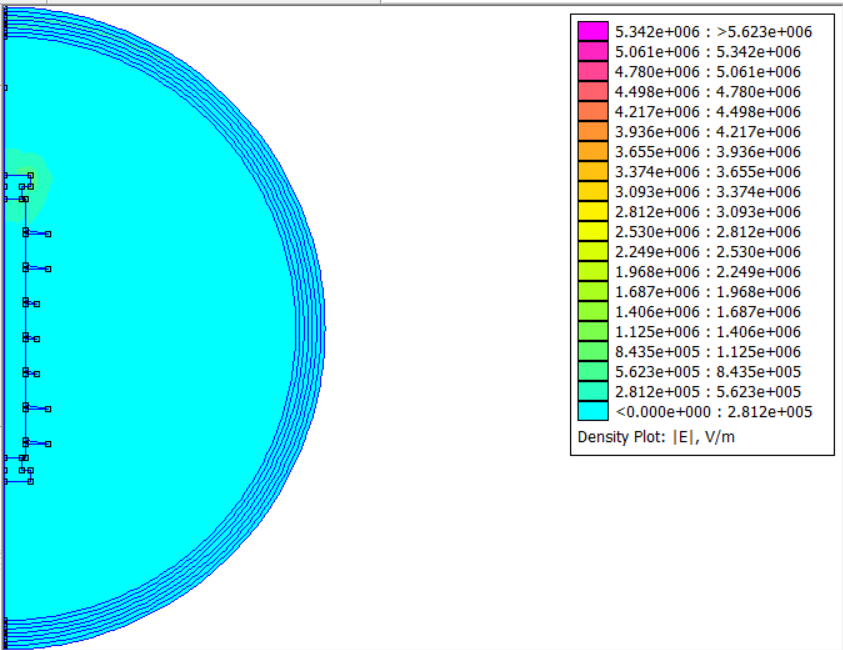 5.342e+006 : >5.623e+006
5.061e+006 : 5.342e+006
4.780e+006 : 5.061e+006
4.498e+006 : 4.780e+006
4.217e+006 : 4.498e+006
3.936e+006 : 4.217e+006
3.655e+006 : 3.936e+006
3.374e+006 : 3.655e+006
3.093e+006 : 3.374e+006
2.812e+006 : 3.093e+006
2.530e+006 : 2.812e+006
2.249e+006 : 2.530e+006
1.968e+006 : 2.249e+006
1.687e+006 : 1.968e+006
1.406e+006 : 1.687e+006
1.125e+006 : 1.406e+006
8.435e+005 : 1.125e+006
5.623e+005 : 8.435e+005
2.812e+005 : 5.623e+005
<0.000e+000 : 2.812e+005
Density Plot: |E|, V/m